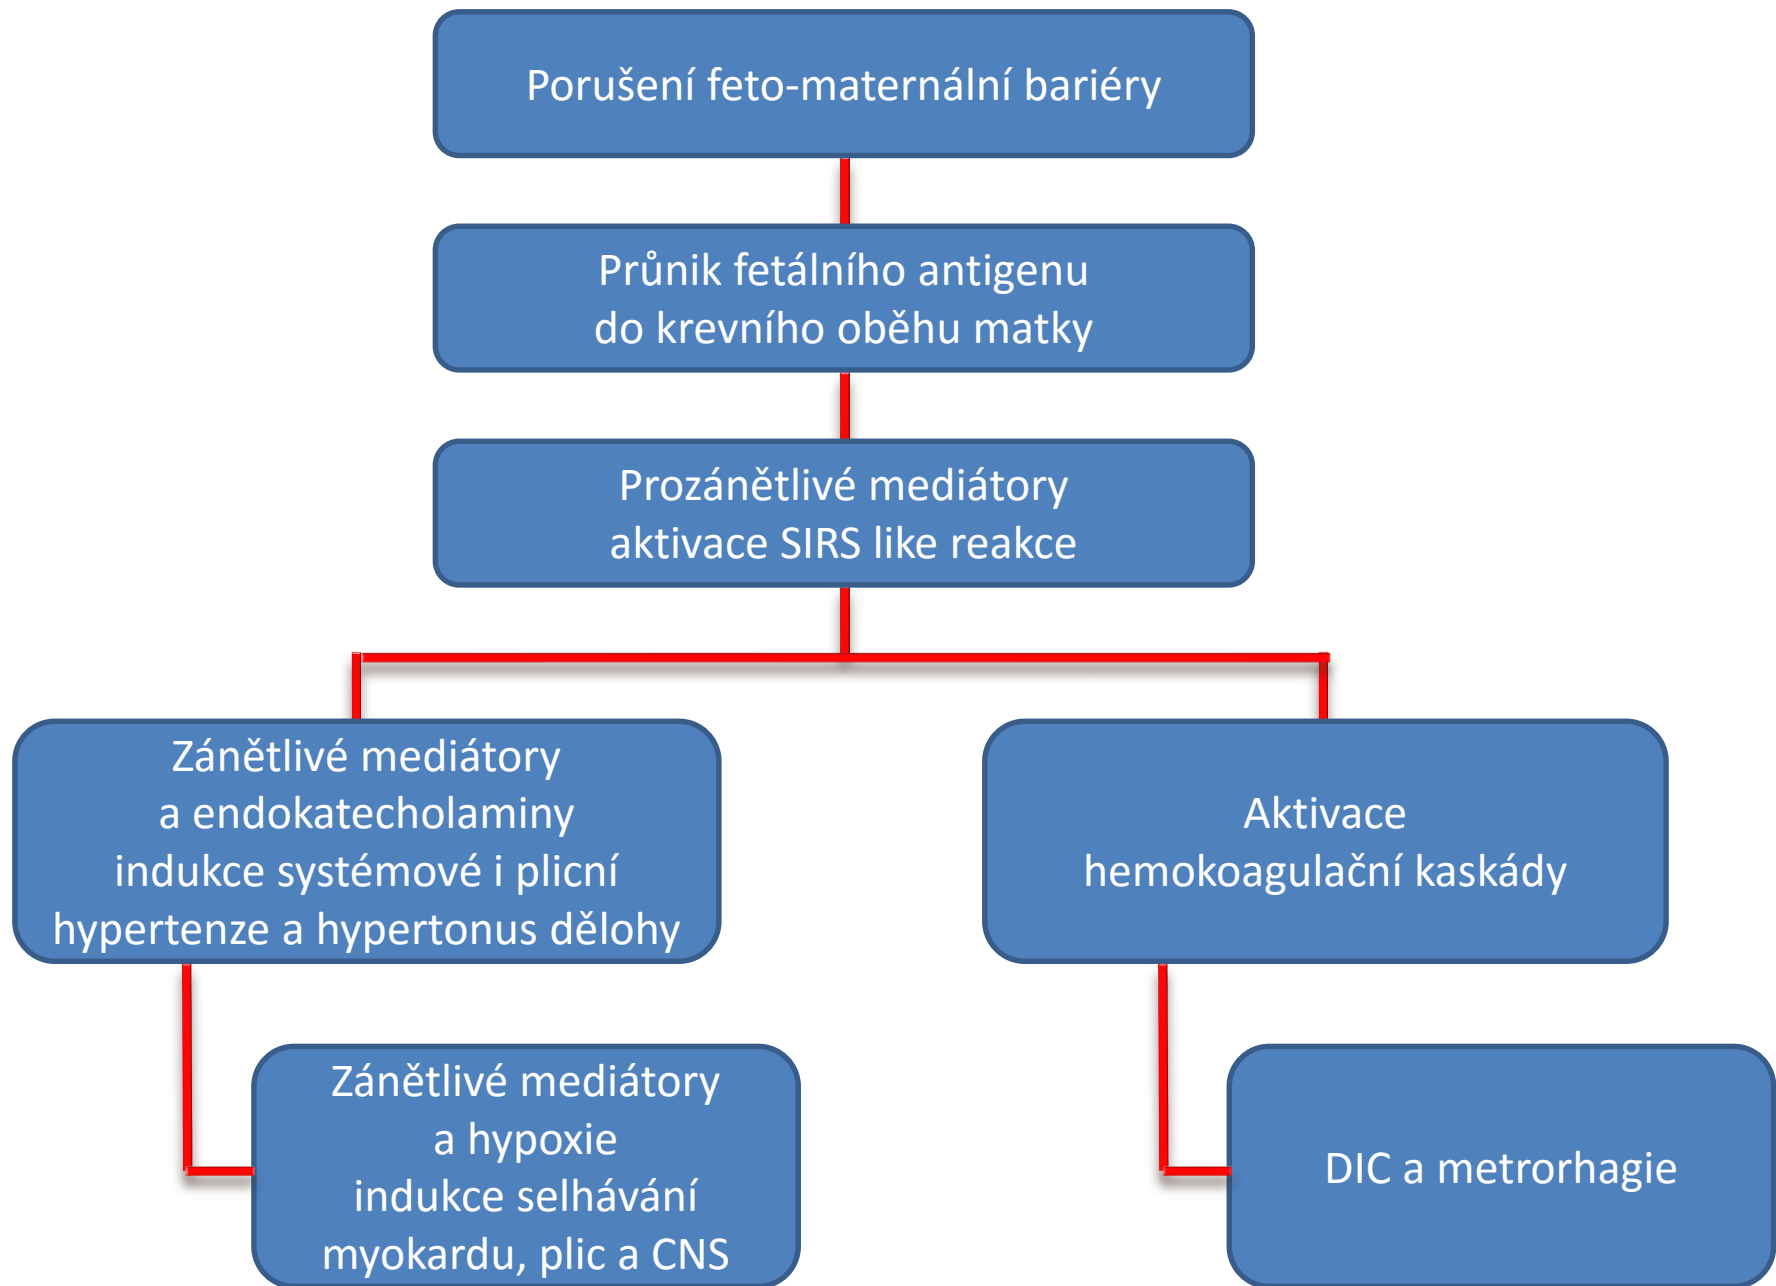 Porušení feto-maternální bariéry
Průnik fetálního antigenu
do krevního oběhu matky
Prozánětlivé mediátory
aktivace SIRS like reakce
Zánětlivé mediátory
a endokatecholaminy
indukce systémové i plicní
hypertenze a hypertonus dělohy
Aktivace
hemokoagulační kaskády
Zánětlivé mediátory
a hypoxie
indukce selhávání
myokardu, plic a CNS
DIC a metrorhagie